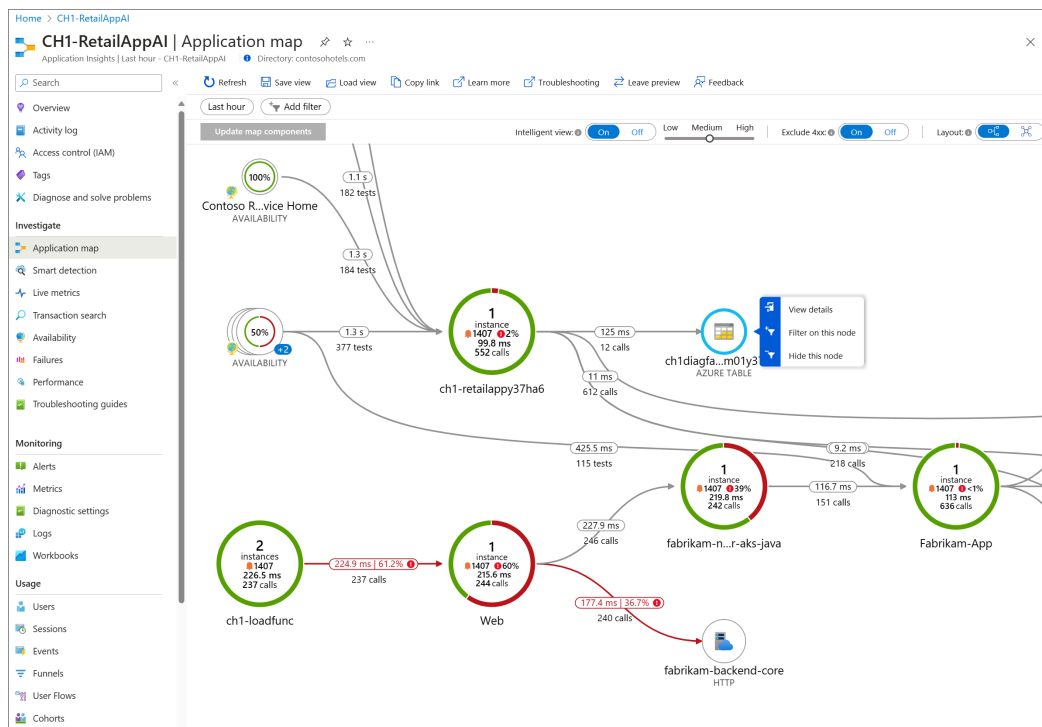 Home > CH1-RetailAppAI
CH1-RetailAppAI | Application map
Application Insights | Last hour - CH1-RetailAppAI
Directory: contosohotels.com
Search
Refresh
Save view
Load view
Copy link
Learn more
Troubleshooting
Leave preview
Feedback
Last hour
Add filter
Update map components
Intelligent view:
On
Off
Low
Medium
High
Exclude 4xx:
On
Off
Layout:
Overview
Activity log
Access control (IAM)
Tags
Diagnose and solve problems
Investigate
Application map
Smart detection
Live metrics
Transaction search
Availability
Failures
Performance
Troubleshooting guides
Monitoring
Alerts
Metrics
Diagnostic settings
Logs
Workbooks
Usage
Users
Sessions
Events
Funnels
User Flows
Cohorts
100%
Contoso R...vice Home
AVAILABILITY
1.1 s
182 tests
1.3 s
184 tests
50%
+2
AVAILABILITY
1.3 s
377 tests
1
instance
1407 2%
99.8 ms
552 calls
ch1-retailappy37ha6
125 ms
12 calls
ch1diagfa...m01y37
AZURE TABLE
View details
Filter on this node
Hide this node
11 ms
612 calls
425.5 ms
115 tests
9.2 ms
218 calls
1
instance
1407 39%
219.8 ms
242 calls
fabrikam-n...r-aks-java
116.7 ms
151 calls
1
instance
1407 <1%
113 ms
636 calls
Fabrikam-App
227.9 ms
246 calls
2
instances
1407
226.5 ms
237 calls
ch1-loadfunc
224.9 ms | 61.2%
237 calls
1
instance
1407 60%
215.6 ms
244 calls
Web
177.4 ms | 36.7%
240 calls
fabrikam-backend-core
HTTP